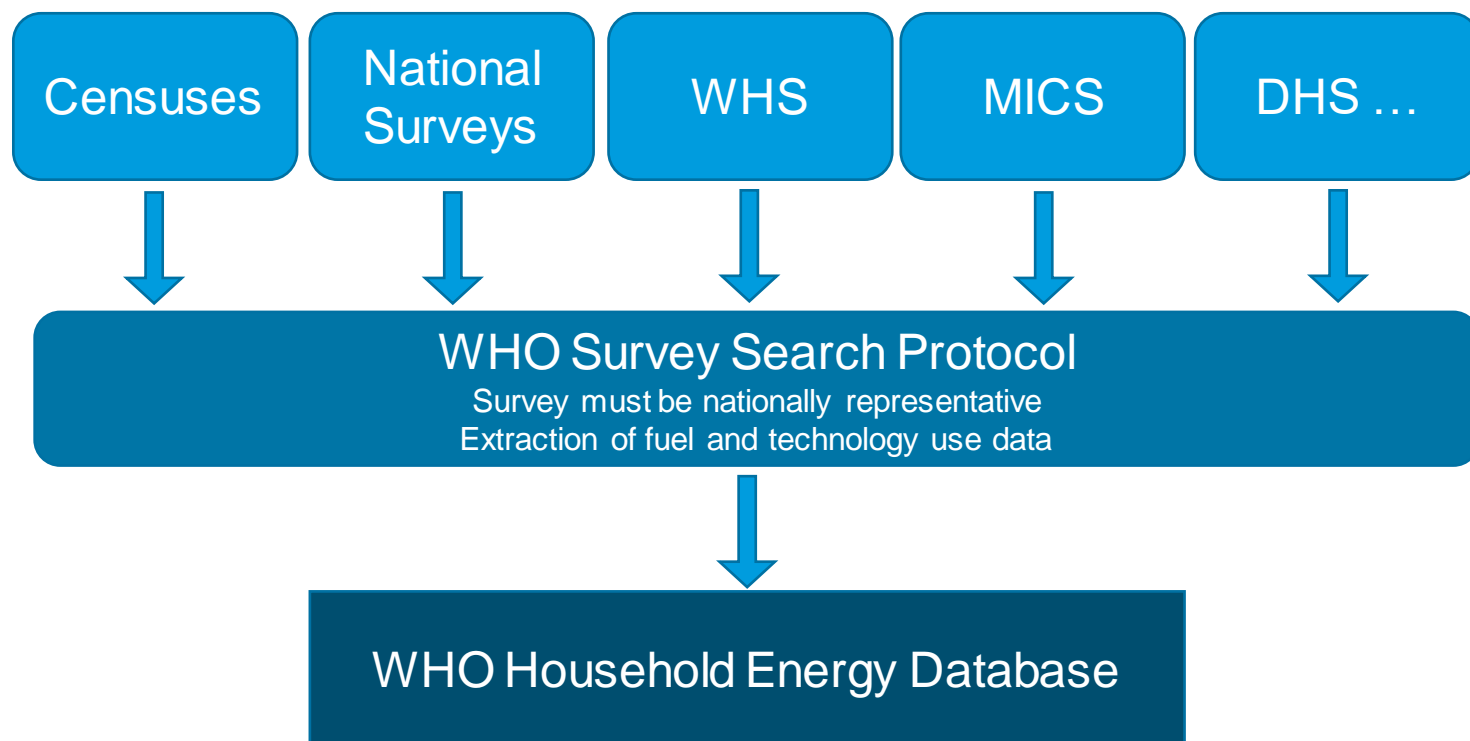 Censuses
National
Surveys
WHS
MICS
DHS …
WHO Survey Search Protocol
Survey must be nationally representative
Extraction of fuel and technology use data
WHO Household Energy Database